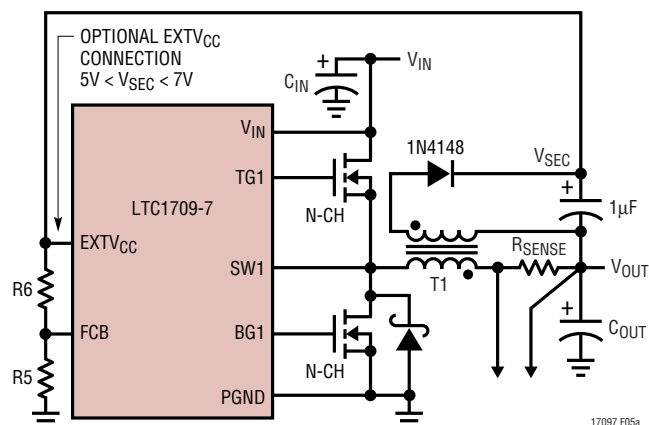 OPTIONAL EXTVCC
CONNECTION
5V < VSEC < 7V
VIN
CIN
VIN
TG1
N-CH
1N4148
VSEC
1μF
LTC1709-7
EXTVCC
R6
SW1
T1
RSENSE
VOUT
FCB
BG1
N-CH
COUT
R5
PGND
17097 F05a